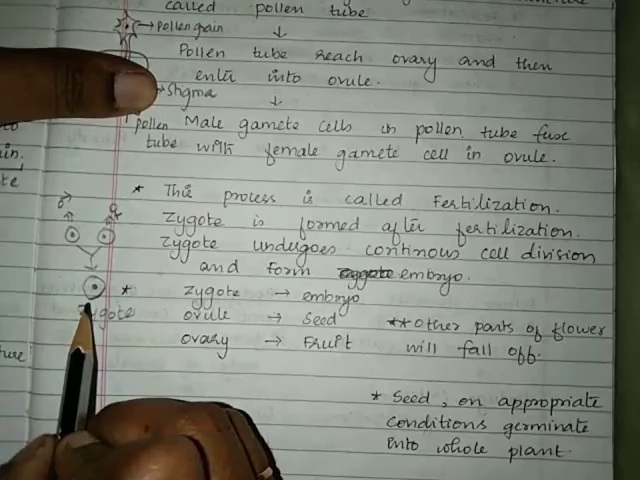 called pollen tube
→ Pollen grain ↓
Pollen tube reach ovary and then
enter into ovule.
→ Stigma ↓
pollen Male gamete cells in pollen tube fuse
tube with female gamete cell in ovule.
* This process is called Fertilization.
Zygote is formed after fertilization.
Zygote undergoes continous cell division
and form embryo.
* zygote → embryo
zygote ovule → Seed **Other parts of flower
ovary → Fruit will fall off.
* Seed, on appropriate
conditions germinate
into whole plant.